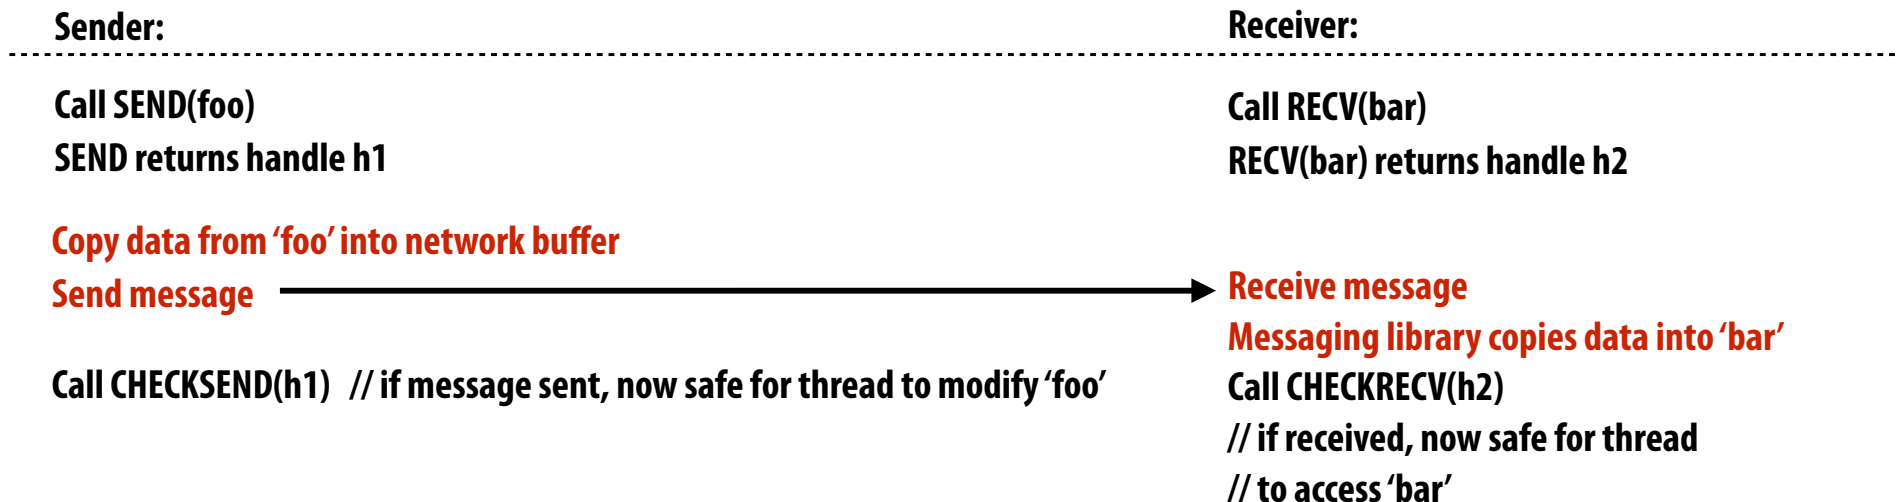 Sender:
Receiver:
Call SEND(foo)
SEND returns handle h1
Call RECV(bar)
RECV(bar) returns handle h2
Copy data from ‘foo’ into network buffer
Send message
Receive message
Messaging library copies data into ‘bar’
Call CHECKSEND(h1) // if message sent, now safe for thread to modify ‘foo’
Call CHECKRECV(h2)
// if received, now safe for thread
// to access ‘bar’